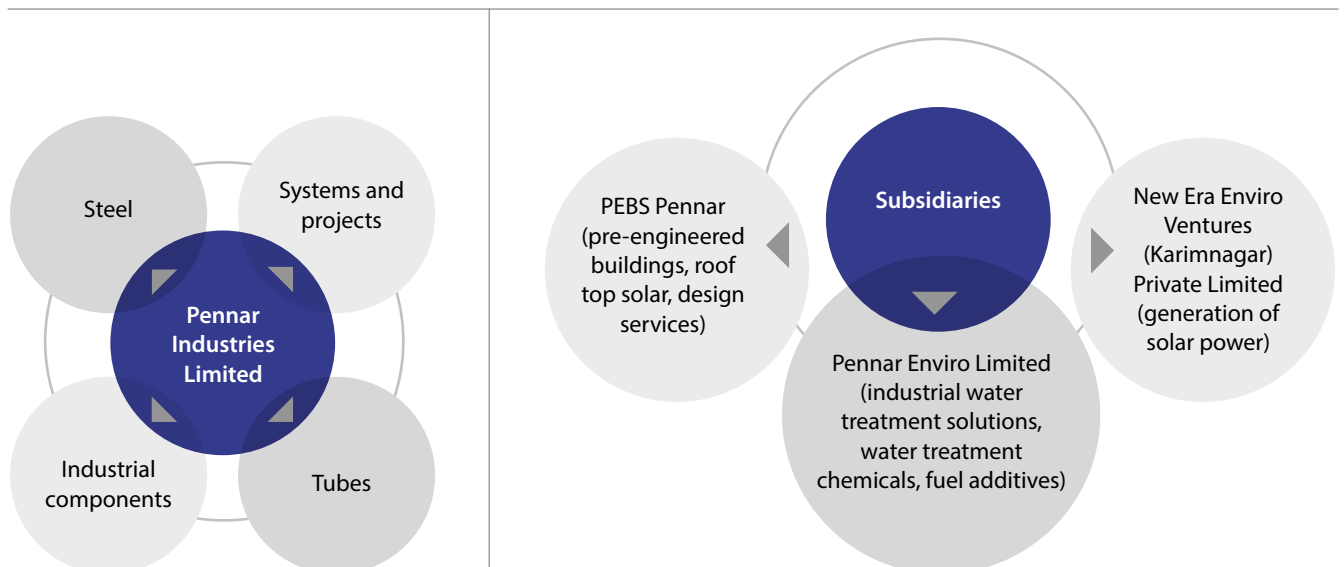 Steel
Systems and
projects
Pennar
Industries
Limited
Industrial
components
Tubes
Subsidiaries
PEBS Pennar
(pre-engineered
buildings, roof
top solar, design
services)
Pennar Enviro Limited
(industrial water
treatment solutions,
water treatment
chemicals, fuel additives)
New Era Enviro
Ventures
(Karimnagar)
Private Limited
(generation of
solar power)